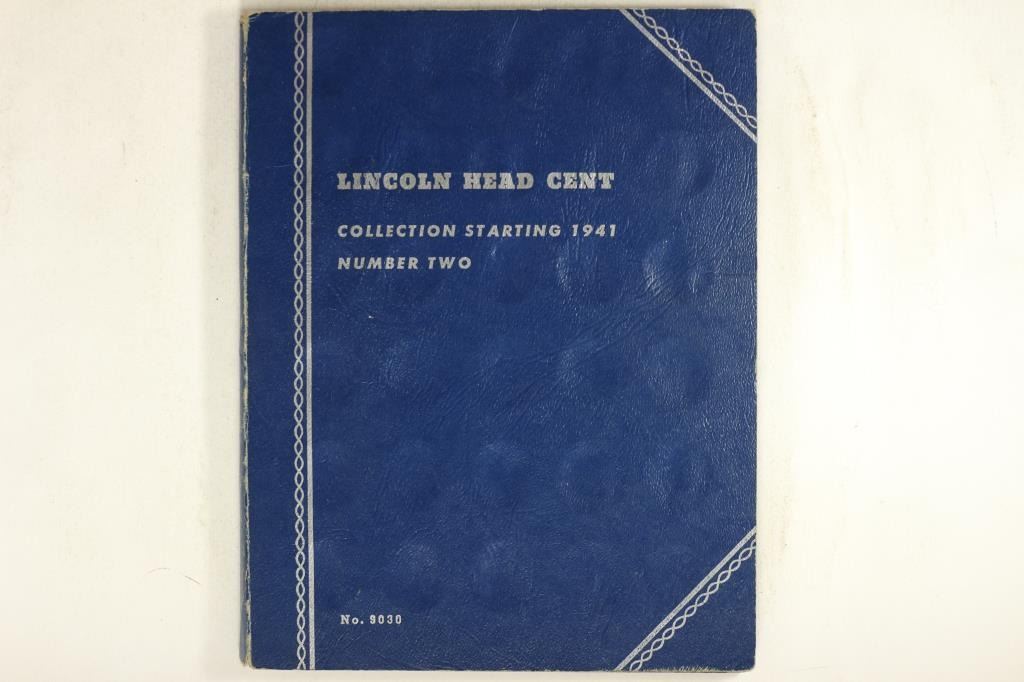 LINCOLN HEAD CENT
COLLECTION STARTING 1941
NUMBER TWO
No. 9030